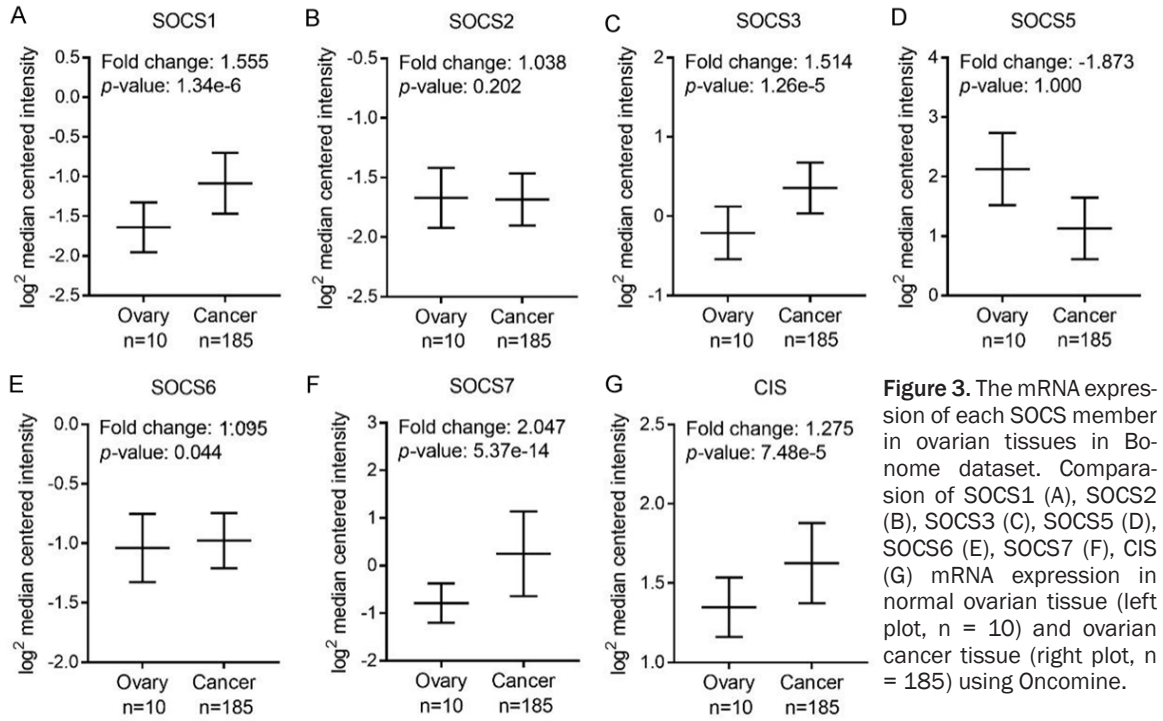 A
SOCS1
log² median centered intensity
Fold change: 1.555
p-value: 1.34e-6
0.5
0.0
-0.5
-1.0
-1.5
-2.0
-2.5
Ovary Cancer
n=10 n=185
B
SOCS2
log² median centered intensity
Fold change: 1.038
p-value: 0.202
-0.5
-1.0
-1.5
-2.0
-2.5
Ovary Cancer
n=10 n=185
C
SOCS3
log² median centered intensity
Fold change: 1.514
p-value: 1.26e-5
2
1
0
-1
Ovary Cancer
n=10 n=185
D
SOCS5
log² median centered intensity
Fold change: -1.873
p-value: 1.000
4
3
2
1
0
Ovary Cancer
n=10 n=185
E
SOCS6
log² median centered intensity
Fold change: 1.095
p-value: 0.044
0.0
-0.5
-1.0
-1.5
-2.0
Ovary Cancer
n=10 n=185
F
SOCS7
log² median centered intensity
Fold change: 2.047
p-value: 5.37e-14
3
2
1
0
-1
-2
Ovary Cancer
n=10 n=185
G
CIS
log² median centered intensity
Fold change: 1.275
p-value: 7.48e-5
2.5
2.0
1.5
1.0
Ovary Cancer
n=10 n=185
Figure 3. The mRNA expres-
sion of each SOCS member
in ovarian tissues in Bo-
nome dataset. Compara-
sion of SOCS1 (A), SOCS2
(B), SOCS3 (C), SOCS5 (D),
SOCS6 (E), SOCS7 (F), CIS
(G) mRNA expression in
normal ovarian tissue (left
plot, n = 10) and ovarian
cancer tissue (right plot, n
= 185) using Oncomine.